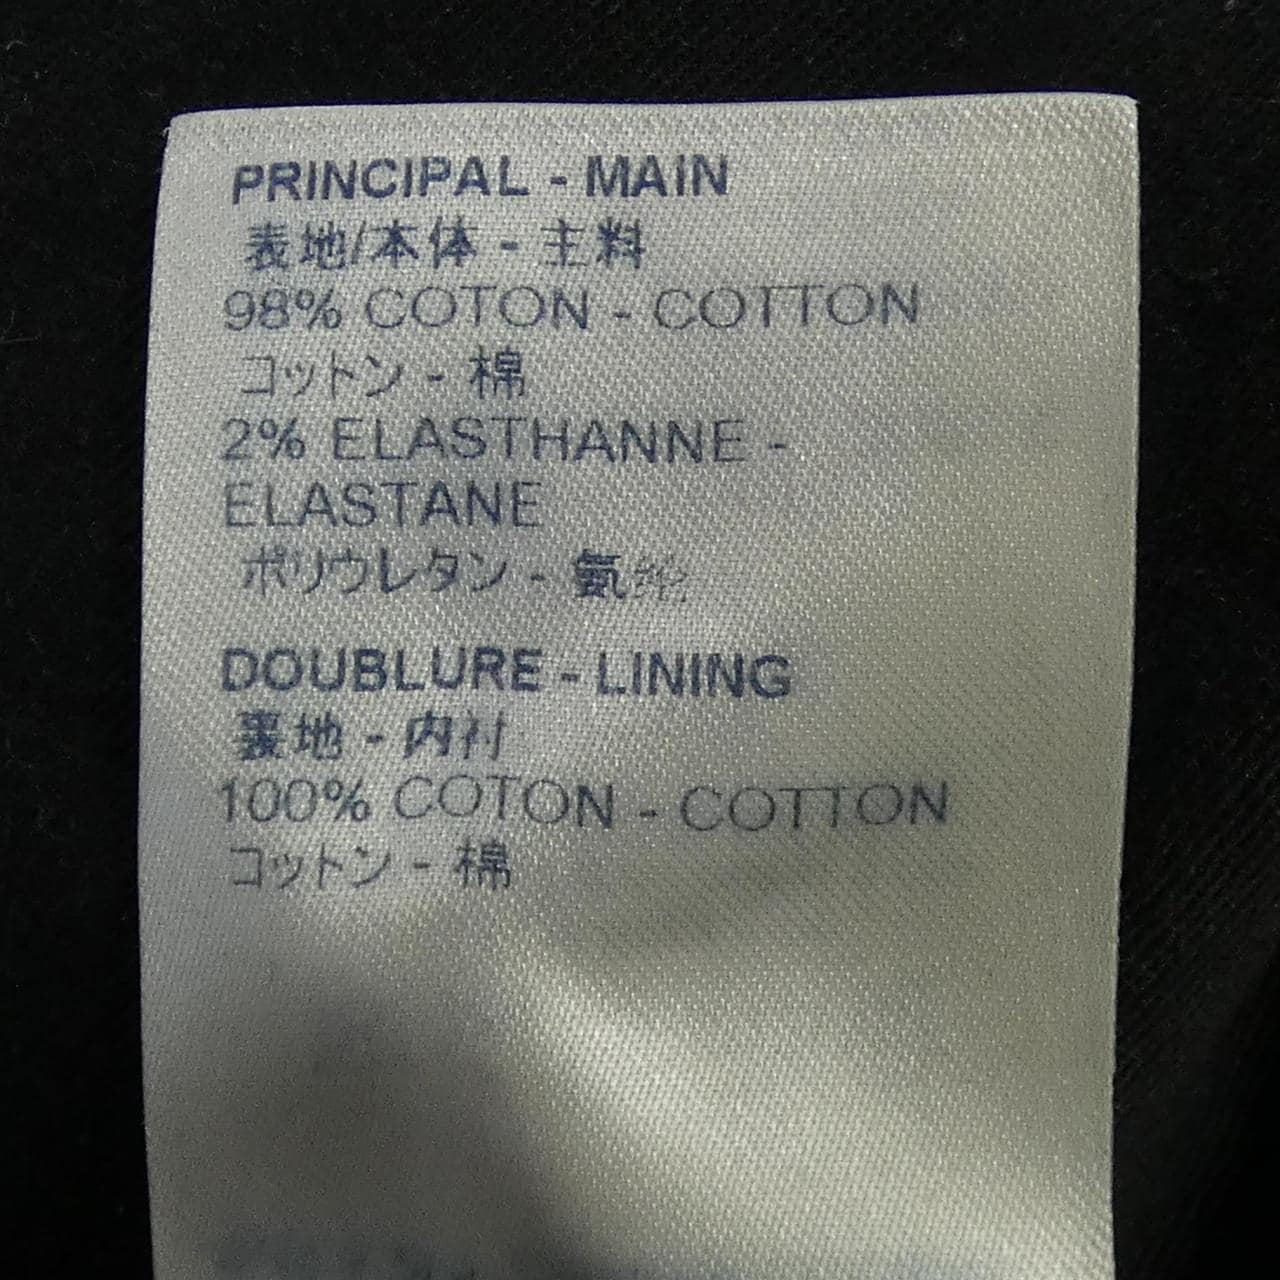 PRINCIPAL - MAIN
表地/本体 - 主料
98% COTON - COTTON
コットン - 棉
2% ELASTHANNE -
ELASTANE
ポリウレタン - 氨纶
DOUBLURE - LINING
裏地 - 内衬
100% COTON - COTTON
コットン - 棉